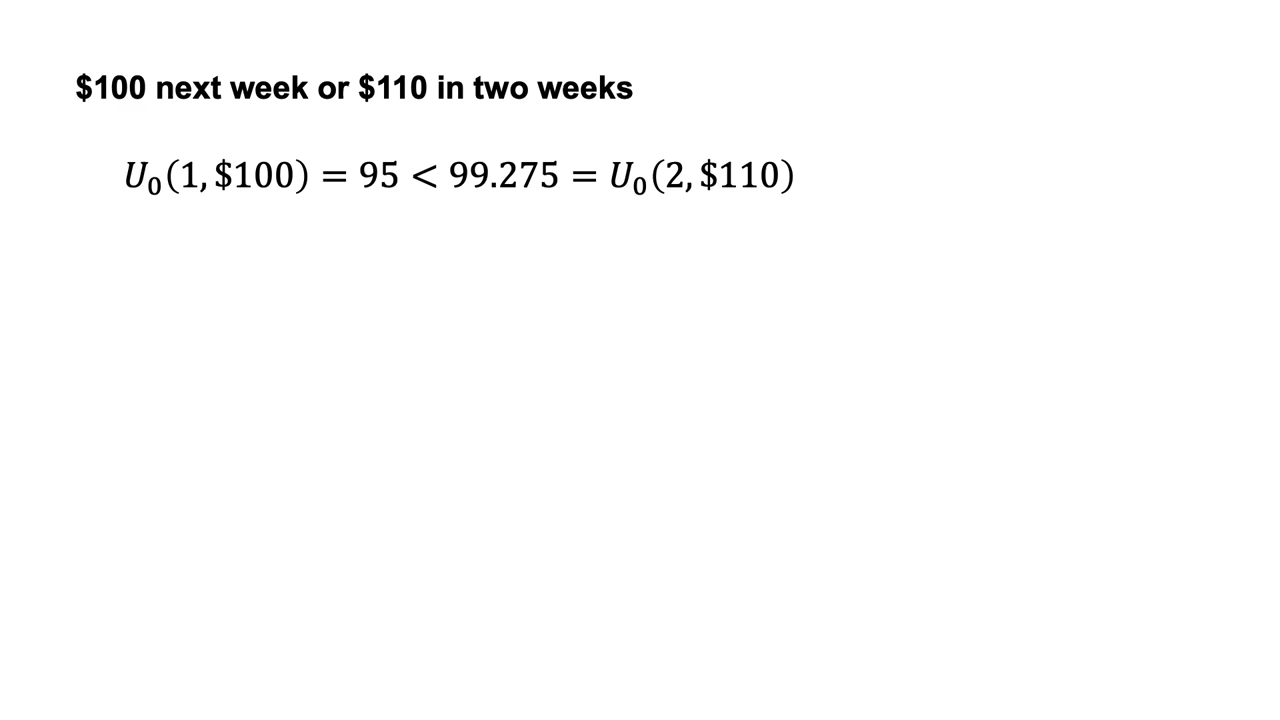 $100 next week or $110 in two weeks
𝑈₀(1, $100) = 95 < 99.275 = 𝑈₀(2, $110)